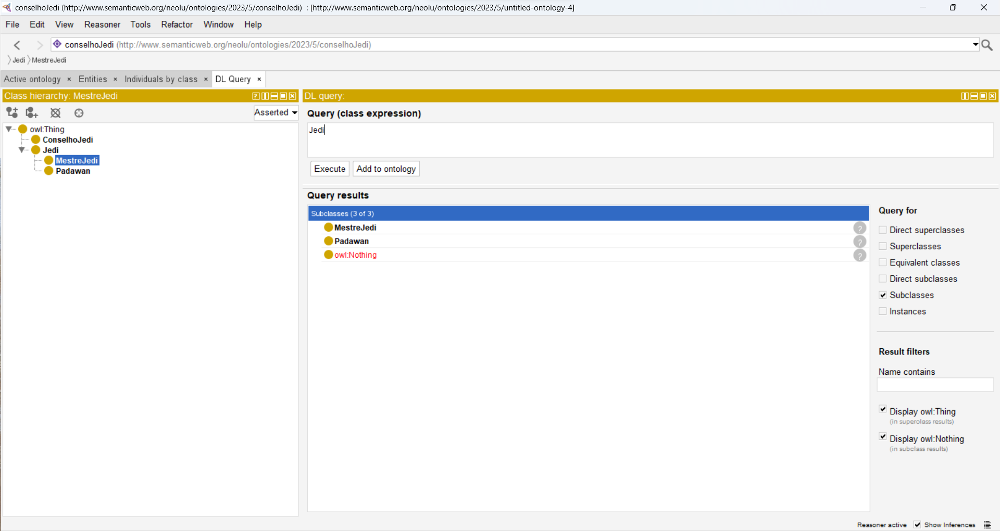 conselhoJedi (http://www.semanticweb.org/neolu/ontologies/2023/5/conselhoJedi) : [http://www.semanticweb.org/neolu/ontologies/2023/5/untitled-ontology-4]
File Edit View Reasoner Tools Refactor Window Help
conselhoJedi (http://www.semanticweb.org/neolu/ontologies/2023/5/conselhoJedi)
Jedi MestreJedi
Active ontology × Entities × Individuals by class × DL Query ×
Class hierarchy: MestreJedi
Asserted
owl:Thing
ConselhoJedi
Jedi
MestreJedi
Padawan
DL query:
Query (class expression)
Jedi
Execute Add to ontology
Query results
Subclasses (3 of 3)
MestreJedi
?
Padawan
?
owl:Nothing
?
Query for
Direct superclasses
Superclasses
Equivalent classes
Direct subclasses
Subclasses
Instances
Result filters
Name contains
Display owl:Thing
(in superclass results)
Display owl:Nothing
(in subclass results)
Reasoner active Show Inferences